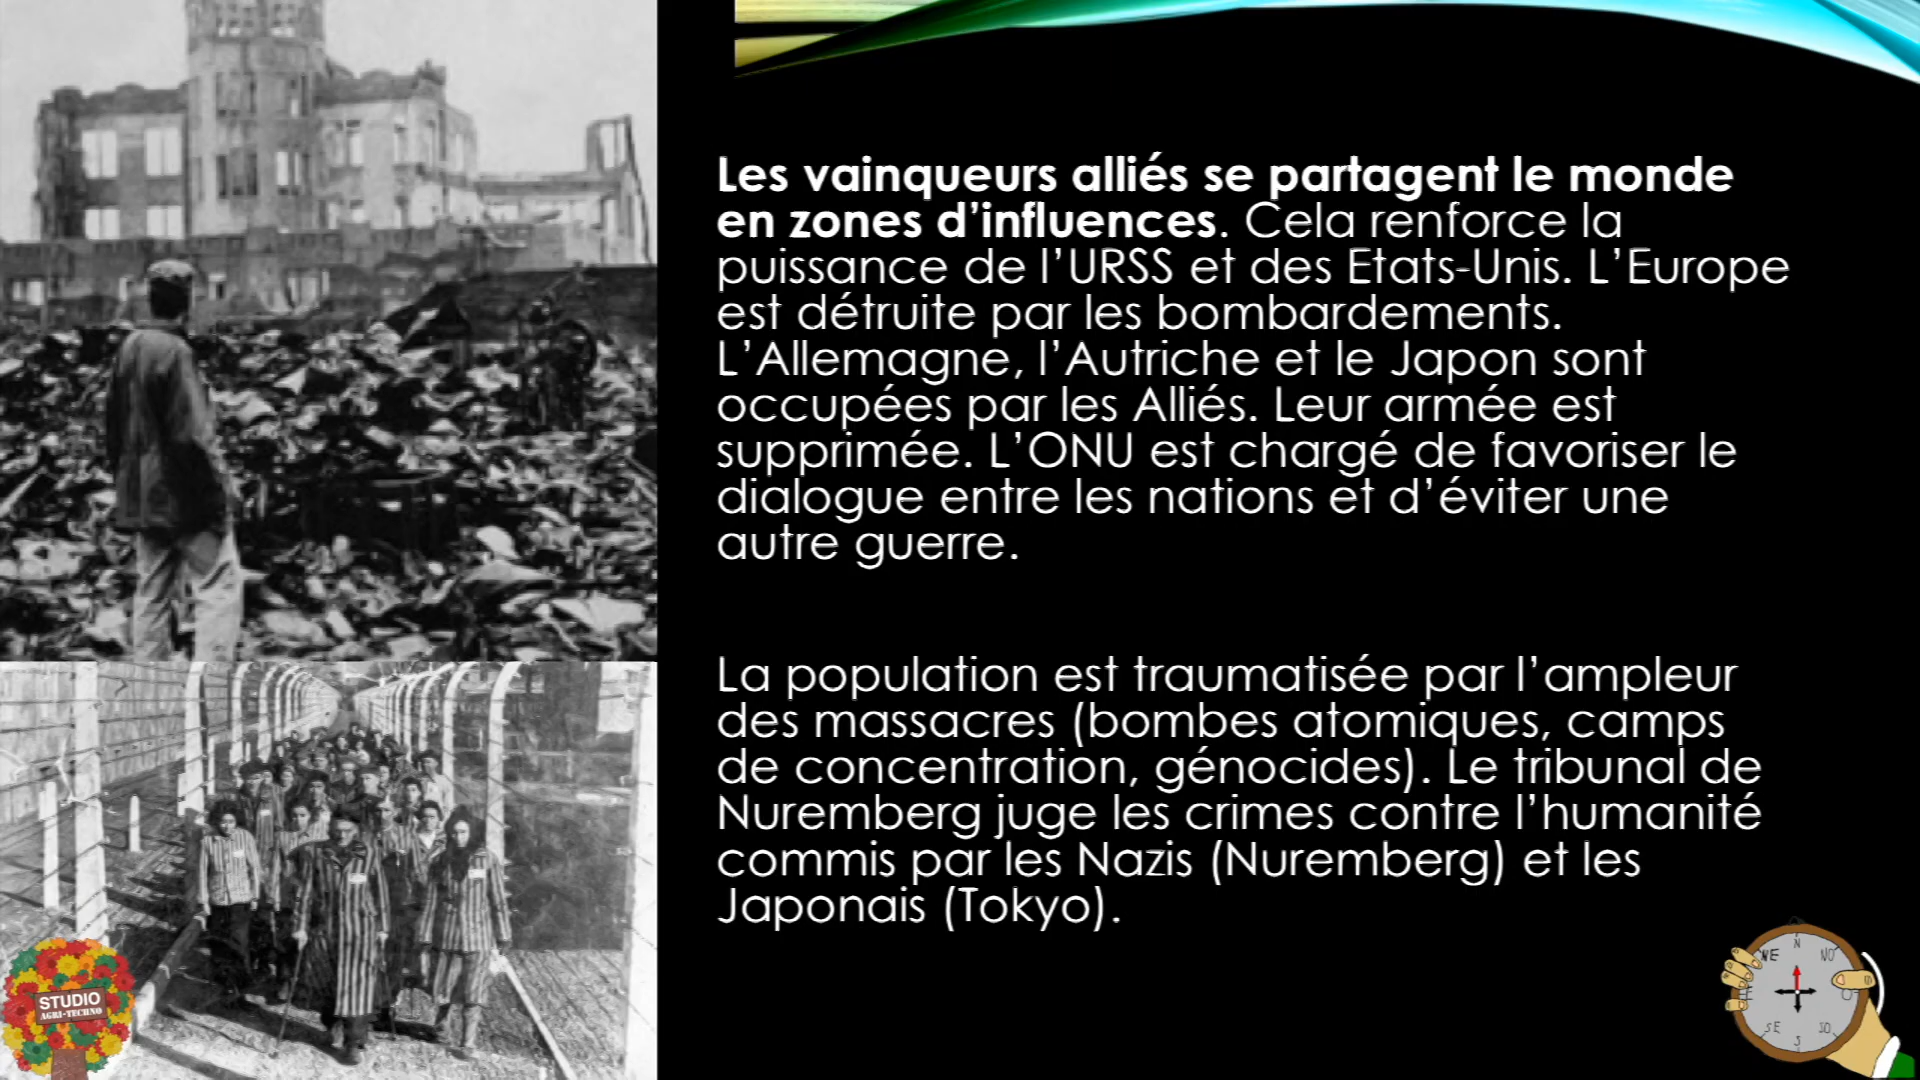 Les vainqueurs alliés se partagent le monde
en zones d’influences. Cela renforce la
puissance de l’URSS et des Etats-Unis. L’Europe
est détruite par les bombardements.
L’Allemagne, l’Autriche et le Japon sont
occupées par les Alliés. Leur armée est
supprimée. L’ONU est chargé de favoriser le
dialogue entre les nations et d’éviter une
autre guerre.
La population est traumatisée par l’ampleur
des massacres (bombes atomiques, camps
de concentration, génocides). Le tribunal de
Nuremberg juge les crimes contre l’humanité
commis par les Nazis (Nuremberg) et les
Japonais (Tokyo).
STUDIO
AGRI-TECHNO
N
NO
SE
SO
S